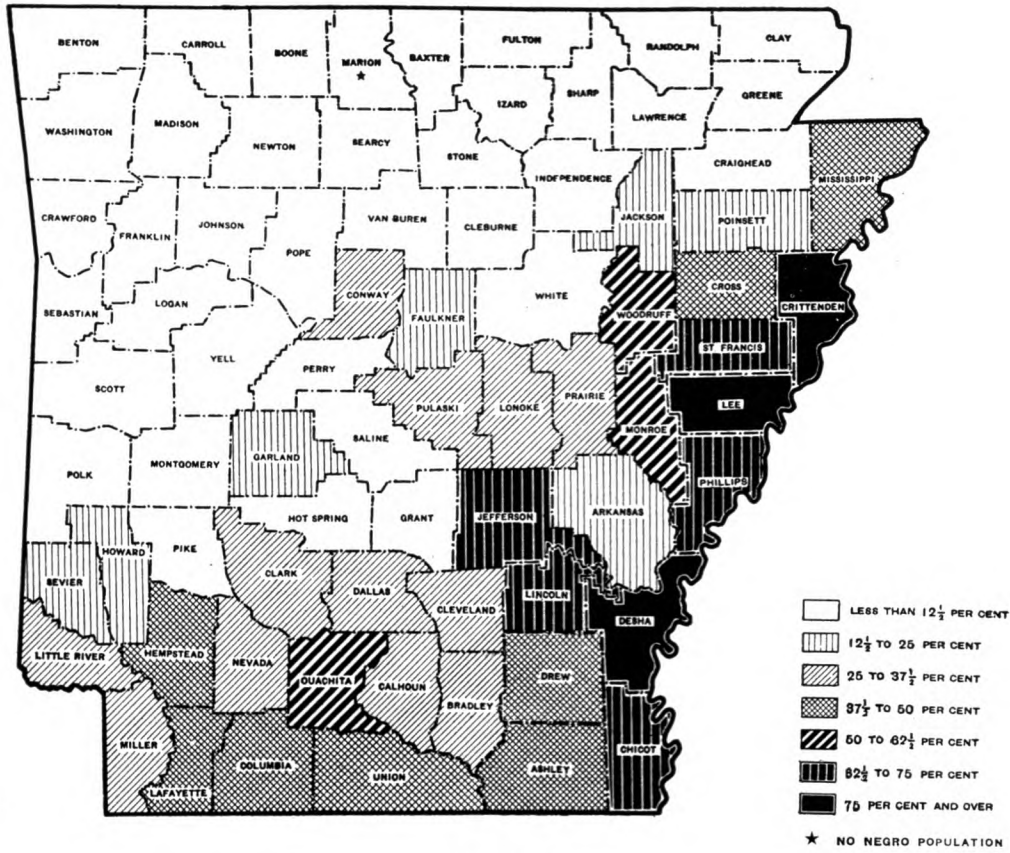 BENTON
CARROLL
BOONE
MARION
★
BAXTER
FULTON
RANDOLPH
CLAY
IZARD
SHARP
LAWRENCE
GREENE
WASHINGTON
MADISON
NEWTON
SEARCY
STONE
INDEPENDENCE
CRAIGHEAD
MISSISSIPPI
CRAWFORD
FRANKLIN
JOHNSON
POPE
VAN BUREN
CLEBURNE
JACKSON
POINSETT
SEBASTIAN
LOGAN
CONWAY
FAULKNER
WHITE
WOODRUFF
CROSS
CRITTENDEN
SCOTT
YELL
PERRY
PULASKI
LONOKE
PRAIRIE
ST FRANCIS
LEE
MONROE
POLK
MONTGOMERY
GARLAND
SALINE
PHILLIPS
HOT SPRING
GRANT
JEFFERSON
ARKANSAS
HOWARD
PIKE
CLARK
DALLAS
SEVIER
CLEVELAND
LINCOLN
DESHA
LITTLE RIVER
HEMPSTEAD
NEVADA
OUACHITA
CALHOUN
BRADLEY
DREW
MILLER
LAFAYETTE
COLUMBIA
UNION
ASHLEY
CHICOT
LESS THAN 12½ PER CENT
12½ TO 25 PER CENT
25 TO 37½ PER CENT
37½ TO 50 PER CENT
50 TO 62½ PER CENT
62½ TO 75 PER CENT
75 PER CENT AND OVER
★ NO NEGRO POPULATION